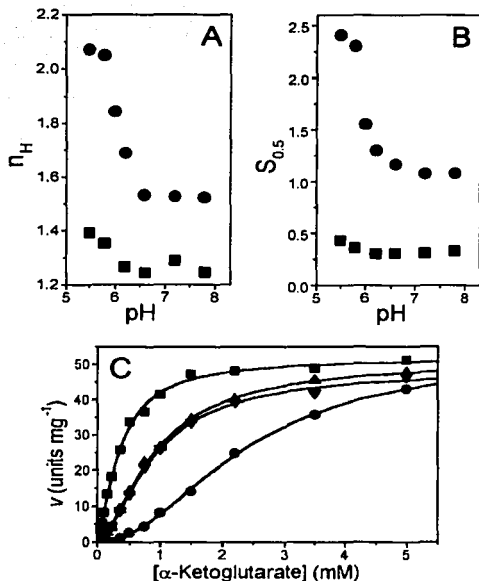 A
B
n_H
2.2
2.0
1.8
1.6
1.4
1.2
5 6 7 8
pH
S_0.5
2.5
2.0
1.5
1.0
0.5
0.0
5 6 7 8
pH
C
v (units mg⁻¹)
50
40
30
20
10
0
0 1 2 3 4 5
[α-Ketoglutarate] (mM)